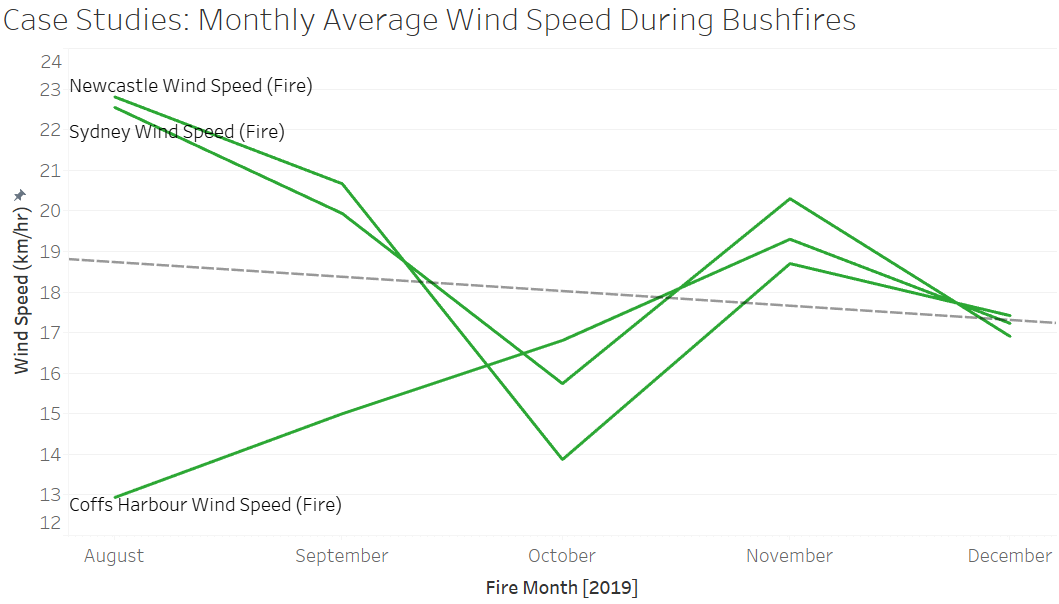 Case Studies: Monthly Average Wind Speed During Bushfires
24
23
22
21
20
19
18
17
16
15
14
13
12
Wind Speed (km/hr)
Newcastle Wind Speed (Fire)
Sydney Wind Speed (Fire)
Coffs Harbour Wind Speed (Fire)
August September October November December
Fire Month [2019]